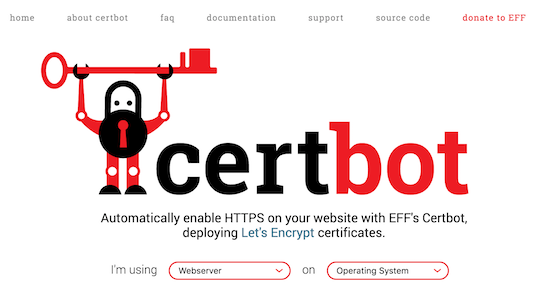 home about certbot faq documentation support source code donate to EFF
certbot
Automatically enable HTTPS on your website with EFF's Certbot,
deploying Let's Encrypt certificates.
I'm using Webserver on Operating System